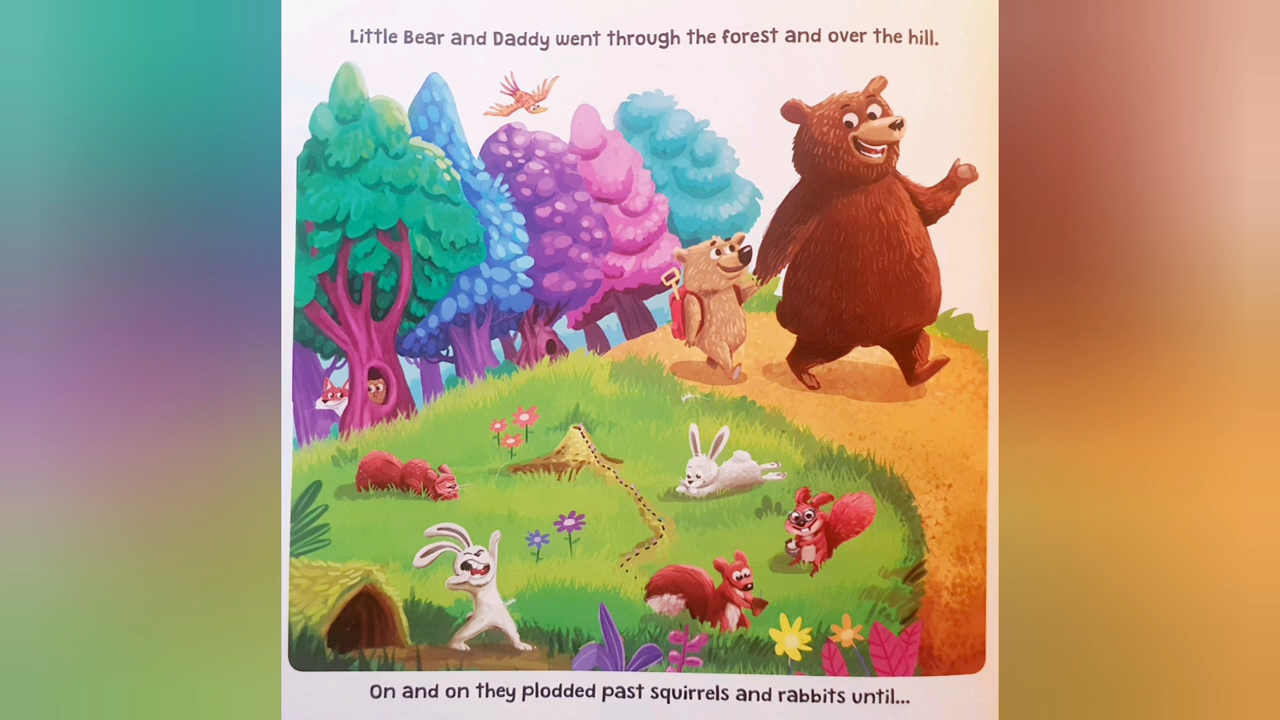 Little Bear and Daddy went through the forest and over the hill.
On and on they plodded past squirrels and rabbits until...